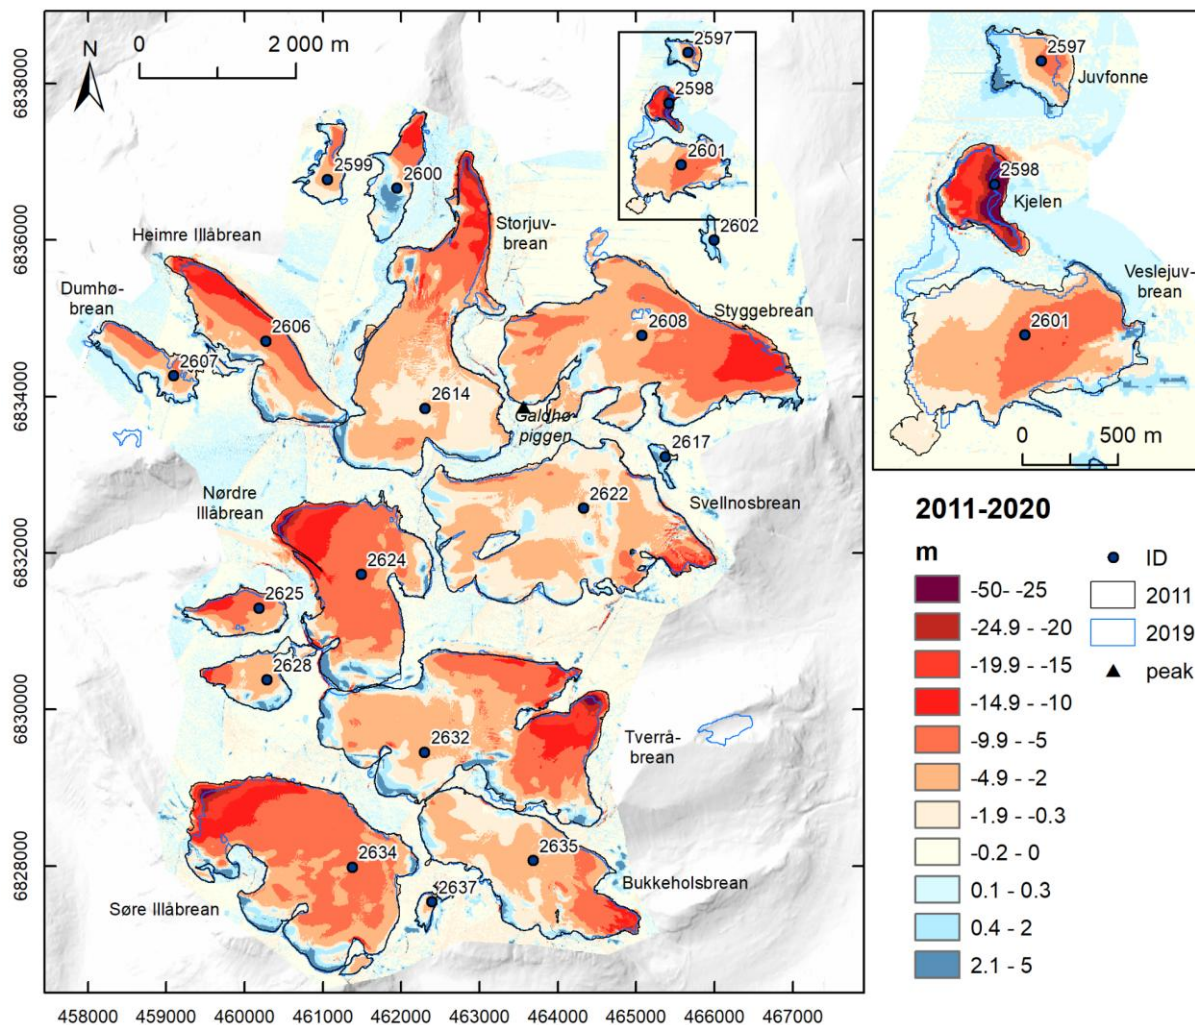 N
0
2 000 m
6838000
6836000
6834000
6832000
6830000
6828000
458000
459000
460000
461000
462000
463000
464000
465000
466000
467000
2597
2598
2599
2600
2601
2602
Heimre Illåbrean
Storjuv-
brean
Dumhø-
brean
Styggebrean
2606
2608
2607
2614
Galdhø-
piggen
2617
Nørdre
Illåbrean
2622
Svellnosbrean
2624
2625
2628
2632
Tverrå-
brean
2634
2635
2637
Bukkeholsbrean
Søre Illåbrean
2597
Juvfonne
2598
Kjelen
Veslejuv-
brean
2601
0
500 m
2011-2020
m
-50- -25
-24.9 - -20
-19.9 - -15
-14.9 - -10
-9.9 - -5
-4.9 - -2
-1.9 - -0.3
-0.2 - 0
0.1 - 0.3
0.4 - 2
2.1 - 5
ID
2011
2019
peak